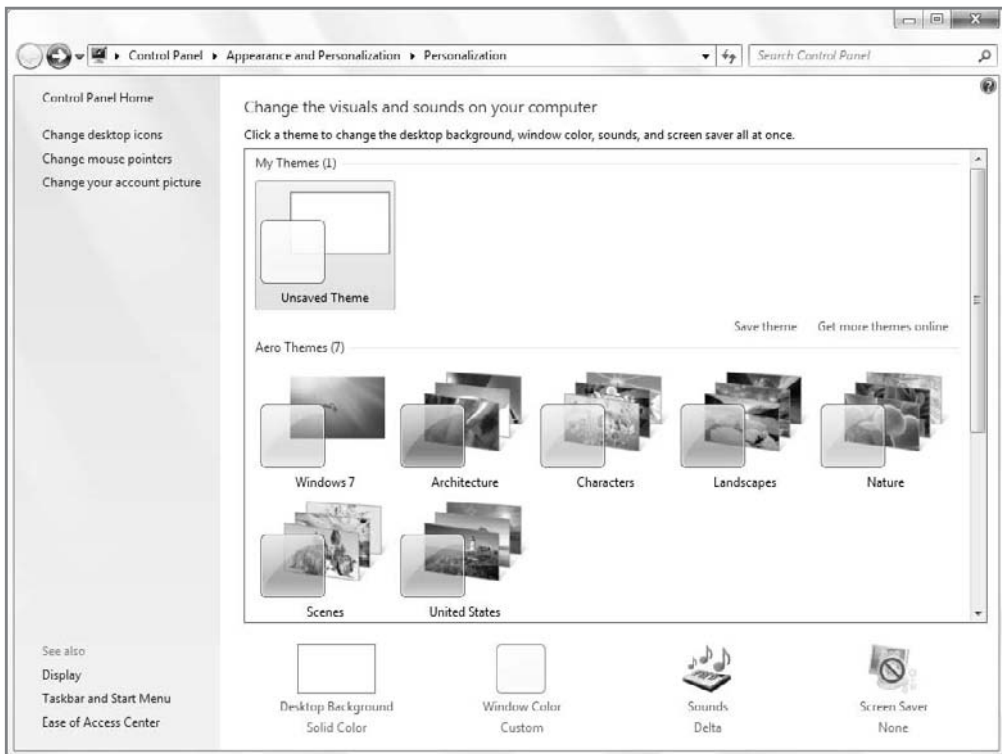 Control Panel ▸ Appearance and Personalization ▸ Personalization
Search Control Panel
Control Panel Home
Change desktop icons
Change mouse pointers
Change your account picture
Change the visuals and sounds on your computer
Click a theme to change the desktop background, window color, sounds, and screen saver all at once.
My Themes (1)
Unsaved Theme
Save theme Get more themes online
Aero Themes (7)
Windows 7 Architecture Characters Landscapes Nature
Scenes United States
See also
Display
Taskbar and Start Menu
Ease of Access Center
Desktop Background Window Color Sounds Screen Saver
Solid Color Custom Delta None